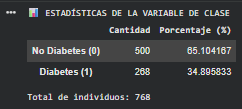 ••• 📊 ESTADÍSTICAS DE LA VARIABLE DE CLASE
Cantidad Porcentaje (%)
No Diabetes (0) 500 65.104167
Diabetes (1) 268 34.895833
Total de individuos: 768